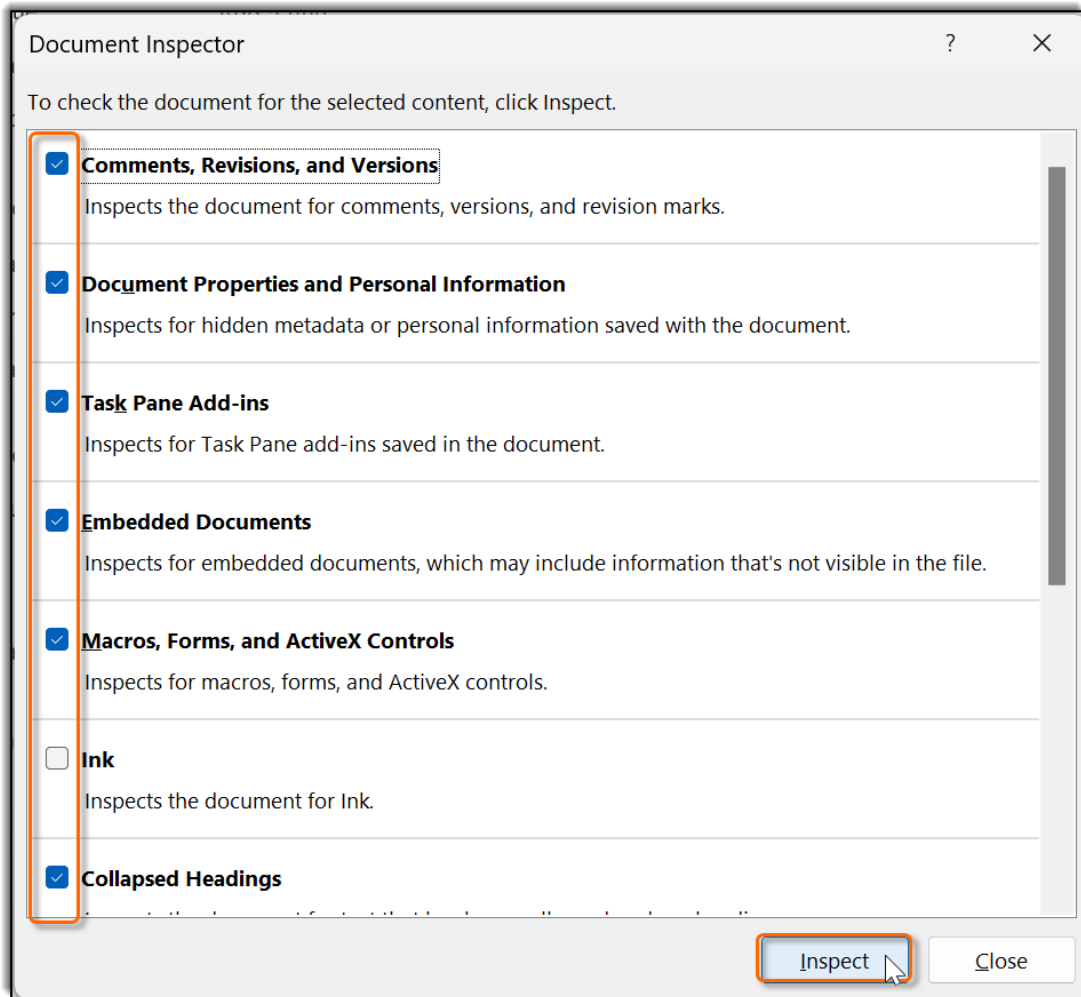 Document Inspector
?
To check the document for the selected content, click Inspect.
Comments, Revisions, and Versions
Inspects the document for comments, versions, and revision marks.
Document Properties and Personal Information
Inspects for hidden metadata or personal information saved with the document.
Task Pane Add-ins
Inspects for Task Pane add-ins saved in the document.
Embedded Documents
Inspects for embedded documents, which may include information that's not visible in the file.
Macros, Forms, and ActiveX Controls
Inspects for macros, forms, and ActiveX controls.
Ink
Inspects the document for Ink.
Collapsed Headings
Inspect
Close